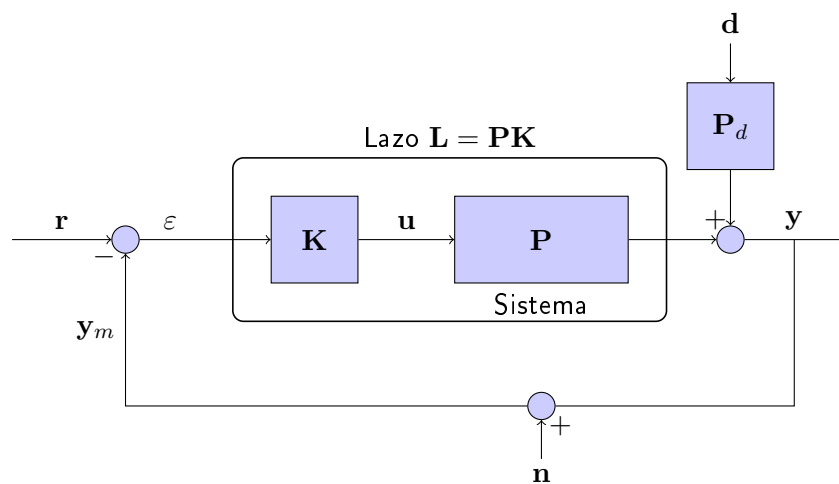 d
P_d
Lazo L = PK
r
ε
K
u
P
+
y
−
Sistema
y_m
+
n